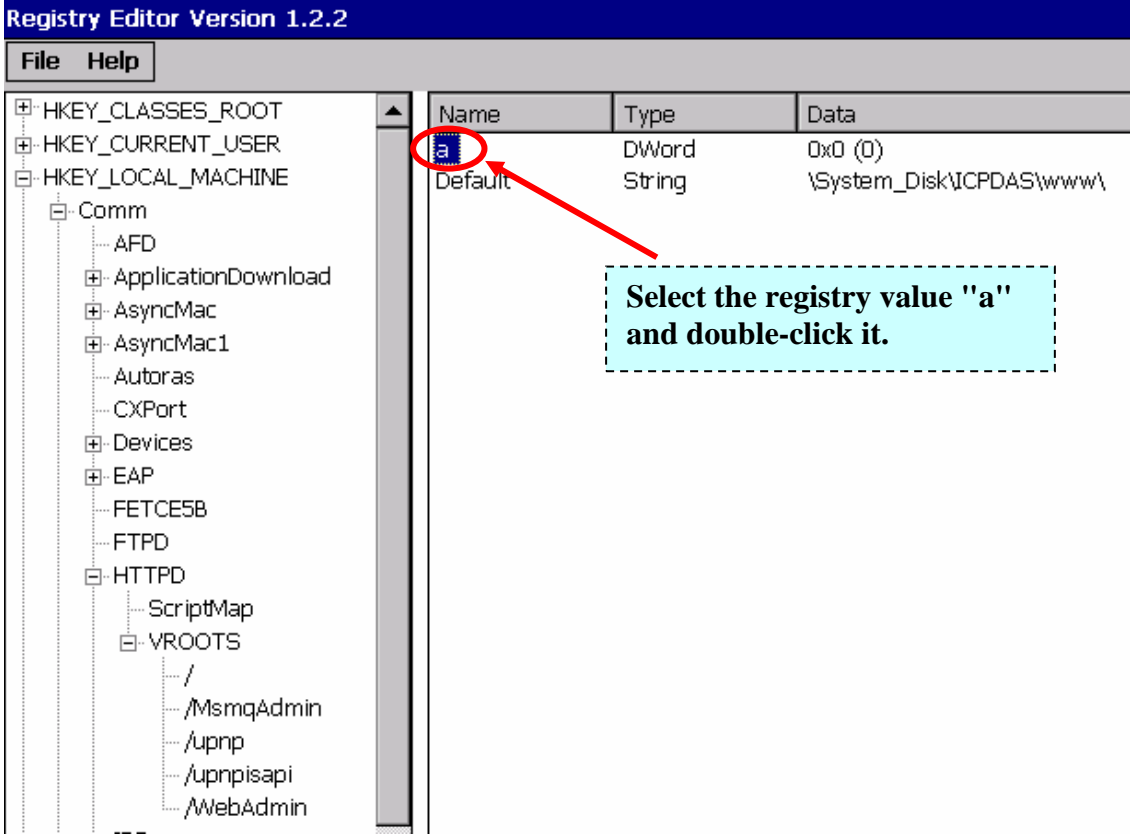 Registry Editor Version 1.2.2
File Help
HKEY_CLASSES_ROOT
HKEY_CURRENT_USER
HKEY_LOCAL_MACHINE
Comm
AFD
ApplicationDownload
AsyncMac
AsyncMac1
Autoras
CXPort
Devices
EAP
FETCE5B
FTPD
HTTPD
ScriptMap
VROOTS
/
/MsmqAdmin
/upnp
/upnpisapi
/WebAdmin
Name Type Data
a DWord 0x0 (0)
Default String \System_Disk\ICPDAS\www\
Select the registry value "a"
and double-click it.